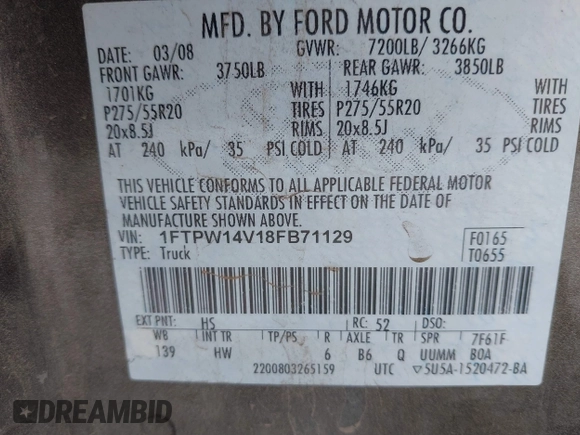 MFD. BY FORD MOTOR CO.
DATE: 03/08 GVWR: 7200LB/ 3266KG
FRONT GAWR: 3750LB REAR GAWR: 3850LB
1701KG WITH 1746KG WITH
P275/55R20 TIRES P275/55R20 TIRES
20x8.5J RIMS 20x8.5J RIMS
AT 240 kPa/ 35 PSI COLD AT 240 kPa/ 35 PSI COLD
THIS VEHICLE CONFORMS TO ALL APPLICABLE FEDERAL MOTOR
VEHICLE SAFETY STANDARDS IN EFFECT ON THE DATE OF
MANUFACTURE SHOWN ABOVE.
VIN: 1FTPW14V18FB71129 F0165
TYPE: Truck T0655
EXT PNT: HS RC: 52 DSO:
WB INT TR TP/PS R AXLE TR SPR 7F61F
139 HW 6 B6 Q UUMM BOA
2200803265159 UTC ▽5U5A-1520472-BA
DREAMBID